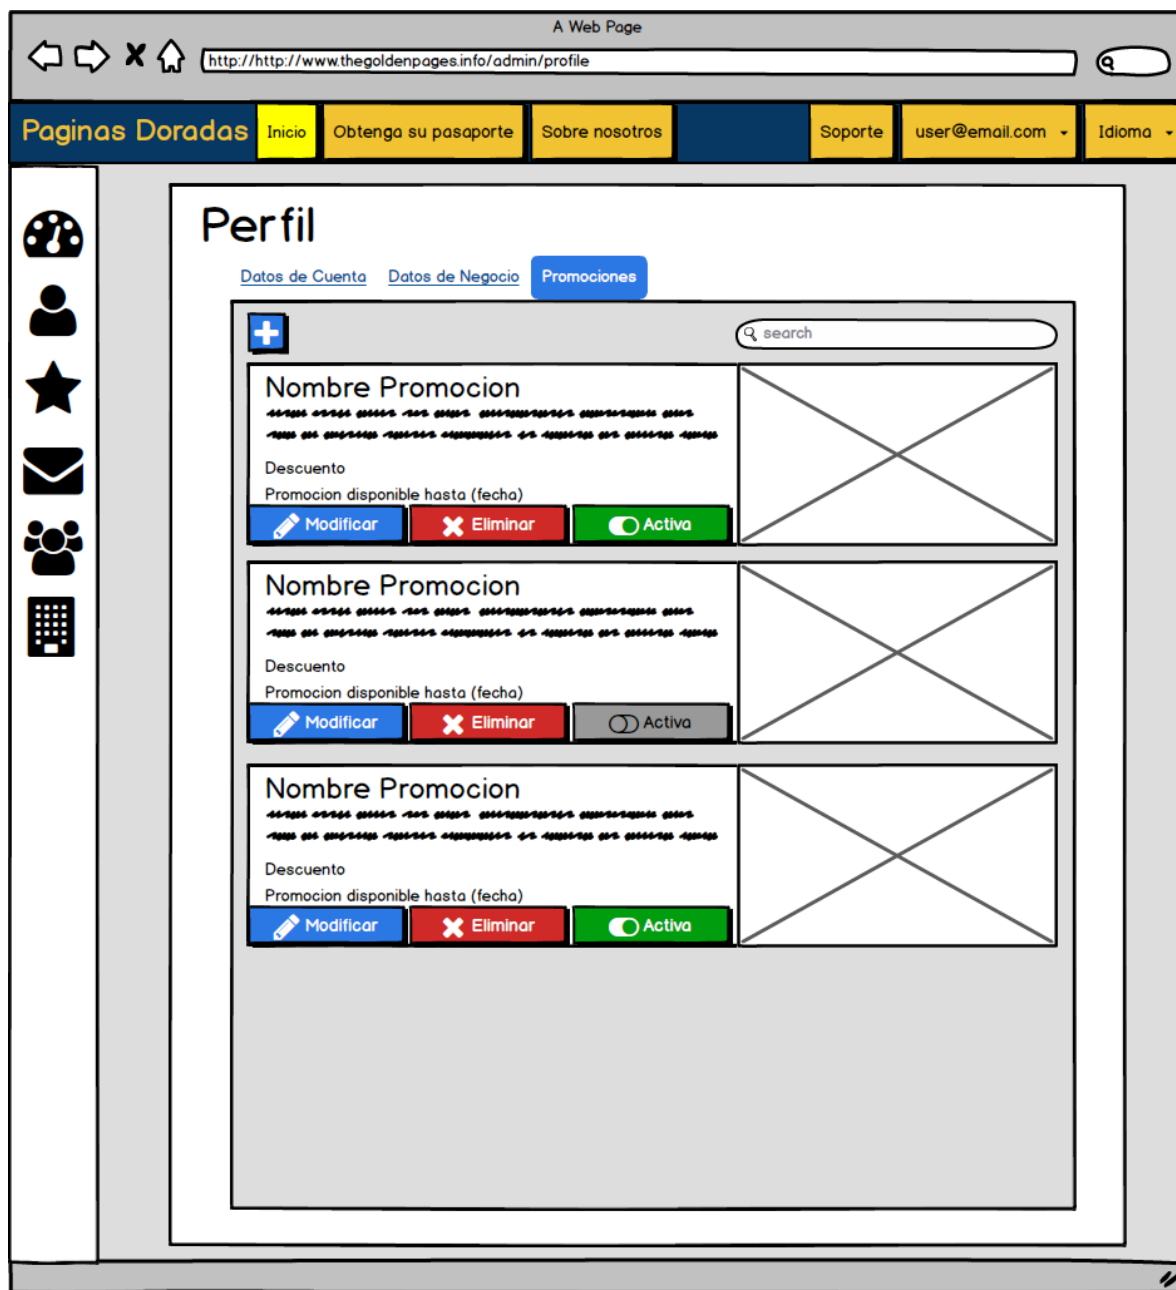 A Web Page
http://http://www.thegoldenpages.info/admin/profile
Paginas Doradas Inicio Obtenga su pasaporte Sobre nosotros Soporte user@email.com Idioma
Perfil
Datos de Cuenta Datos de Negocio Promociones
search
Nombre Promocion
Descuento
Promocion disponible hasta (fecha)
Modificar Eliminar Activa
Nombre Promocion
Descuento
Promocion disponible hasta (fecha)
Modificar Eliminar Activa
Nombre Promocion
Descuento
Promocion disponible hasta (fecha)
Modificar Eliminar Activa